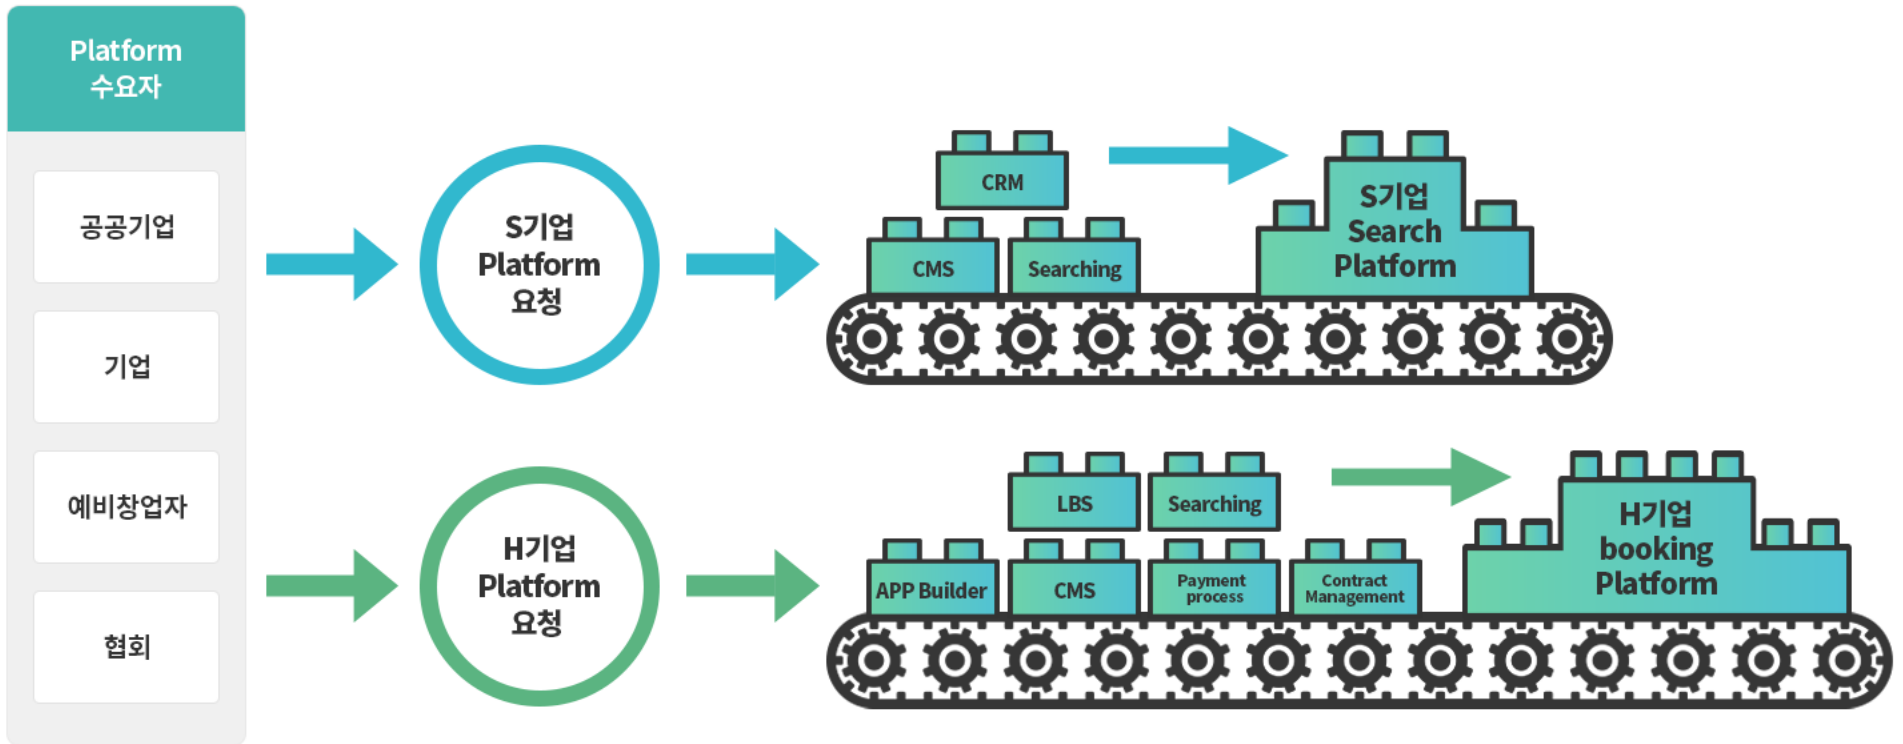 Platform
수요자
공공기업
기업
예비창업자
협회
S기업
Platform
요청
CRM
CMS
Searching
S기업
Search
Platform
H기업
Platform
요청
LBS
Searching
APP Builder
CMS
Payment
process
Contract
Management
H기업
booking
Platform